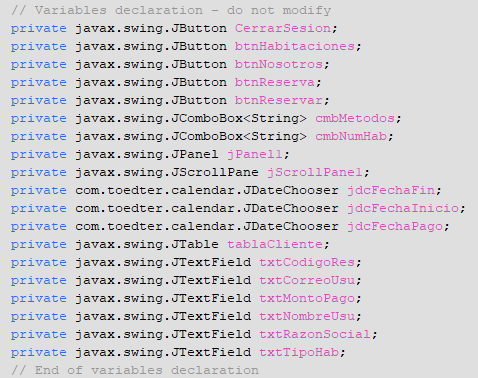 // Variables declaration - do not modify
private javax.swing.JButton CerrarSesion;
private javax.swing.JButton btnHabitaciones;
private javax.swing.JButton btnNosotros;
private javax.swing.JButton btnReserva;
private javax.swing.JButton btnReservar;
private javax.swing.JComboBox<String> cmbMetodos;
private javax.swing.JComboBox<String> cmbNumHab;
private javax.swing.JPanel jPanel1;
private javax.swing.JScrollPane jScrollPane1;
private com.toedter.calendar.JDateChooser jdcFechaFin;
private com.toedter.calendar.JDateChooser jdcFechaInicio;
private com.toedter.calendar.JDateChooser jdcFechaPago;
private javax.swing.JTable tablaCliente;
private javax.swing.JTextField txtCodigoRes;
private javax.swing.JTextField txtCorreoUsu;
private javax.swing.JTextField txtMontoPago;
private javax.swing.JTextField txtNombreUsu;
private javax.swing.JTextField txtRazonSocial;
private javax.swing.JTextField txtTipoHab;
// End of variables declaration